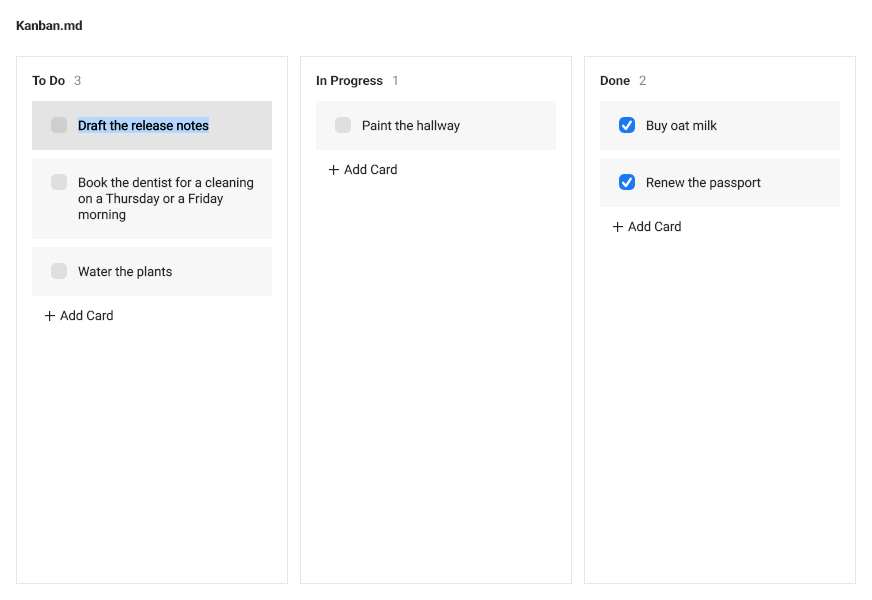 Kanban.md
To Do 3
Draft the release notes
Book the dentist for a cleaning
on a Thursday or a Friday
morning
Water the plants
+ Add Card
In Progress 1
Paint the hallway
+ Add Card
Done 2
Buy oat milk
Renew the passport
+ Add Card